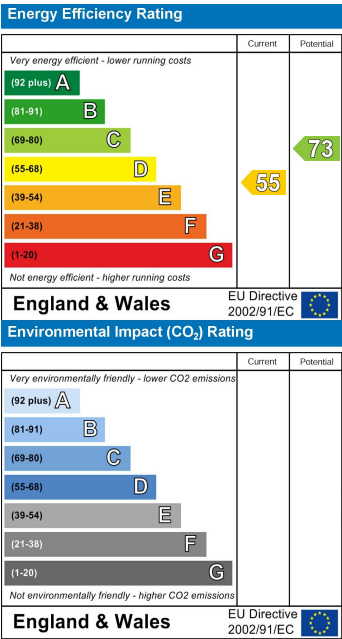 Energy Efficiency Rating
Current Potential
Very energy efficient - lower running costs
(92 plus) A
(81-91) B
(69-80) C
73
(55-68) D
55
(39-54) E
(21-38) F
(1-20) G
Not energy efficient - higher running costs
England & Wales
EU Directive
2002/91/EC
Environmental Impact (CO₂) Rating
Current Potential
Very environmentally friendly - lower CO2 emissions
(92 plus) A
(81-91) B
(69-80) C
(55-68) D
(39-54) E
(21-38) F
(1-20) G
Not environmentally friendly - higher CO2 emissions
England & Wales
EU Directive
2002/91/EC